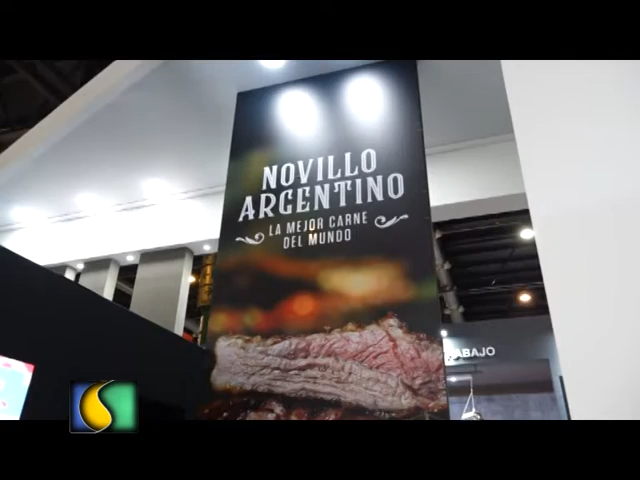 NOVILLO
ARGENTINO
LA MEJOR CARNE
DEL MUNDO
ABAJO